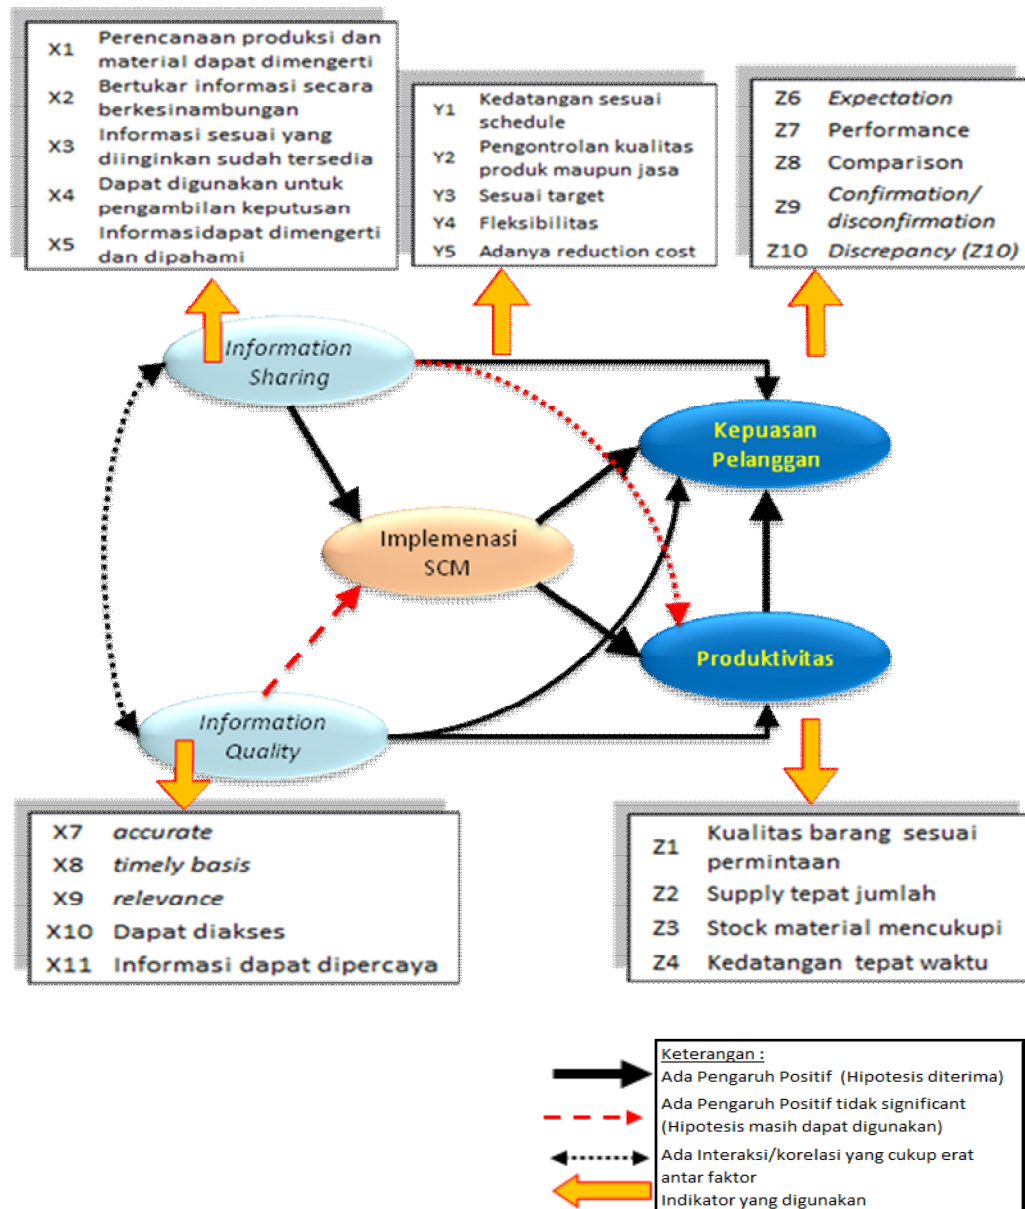 X1 Perencanaan produksi dan
material dapat dimengerti
X2 Bertukar informasi secara
berkesinambungan
X3 Informasi sesuai yang
diinginkan sudah tersedia
X4 Dapat digunakan untuk
pengambilan keputusan
X5 Informasidapat dimengerti
dan dipahami
Y1 Kedatangan sesuai
schedule
Y2 Pengontrolan kualitas
produk maupun jasa
Y3 Sesuai target
Y4 Fleksibilitas
Y5 Adanya reduction cost
Z6 Expectation
Z7 Performance
Z8 Comparison
Z9 Confirmation/
disconfirmation
Z10 Discrepancy (Z10)
Information
Sharing
Kepuasan
Pelanggan
Implemenasi
SCM
Produktivitas
Information
Quality
X7 accurate
X8 timely basis
X9 relevance
X10 Dapat diakses
X11 Informasi dapat dipercaya
Z1 Kualitas barang sesuai
permintaan
Z2 Supply tepat jumlah
Z3 Stock material mencukupi
Z4 Kedatangan tepat waktu
Keterangan :
Ada Pengaruh Positif (Hipotesis diterima)
Ada Pengaruh Positif tidak significant
(Hipotesis masih dapat digunakan)
Ada Interaksi/korelasi yang cukup erat
antar faktor
Indikator yang digunakan